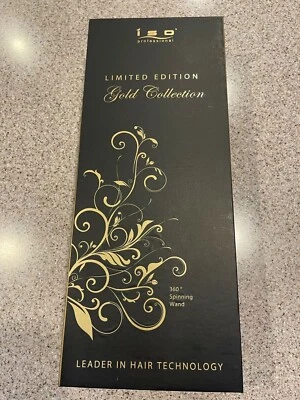 iso
professional
LIMITED EDITION
Gold Collection
360°
Spinning
Wand
LEADER IN HAIR TECHNOLOGY